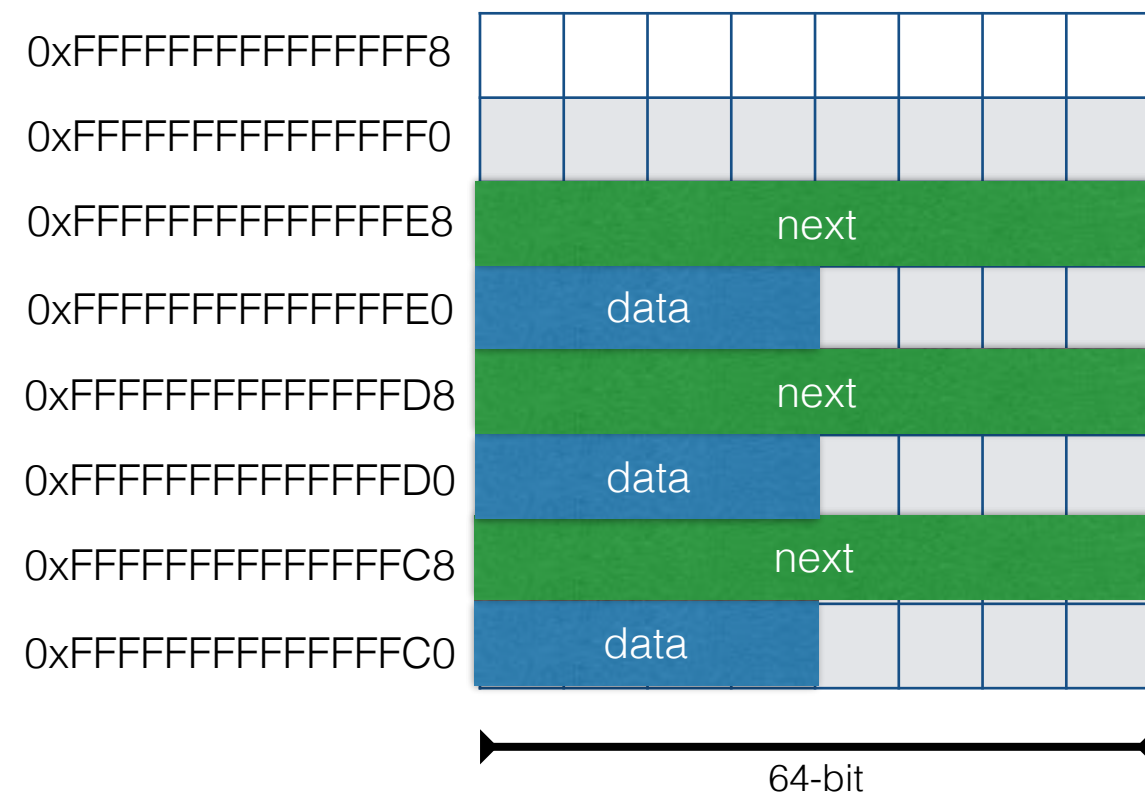 0xFFFFFFFFFFFFFFF8
0xFFFFFFFFFFFFFFF0
0xFFFFFFFFFFFFFFE8 next
0xFFFFFFFFFFFFFFE0 data
0xFFFFFFFFFFFFFFD8 next
0xFFFFFFFFFFFFFFD0 data
0xFFFFFFFFFFFFFFC8 next
0xFFFFFFFFFFFFFFC0 data
64-bit